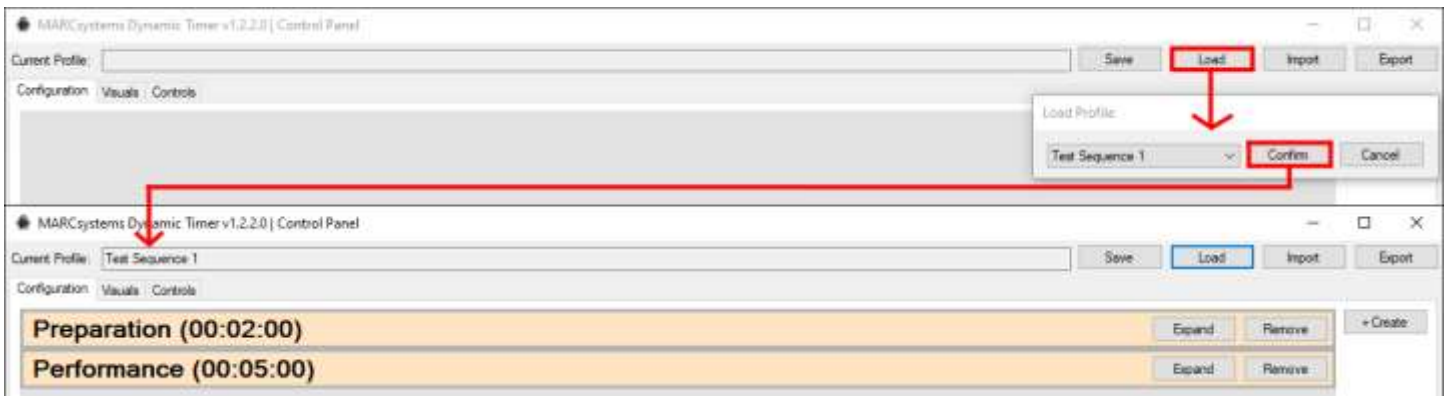 MARCsystems Dynamic Timer v1.2.2.0 | Control Panel
Current Profile: Save Load Import Export
Configuration Visuals Controls
Load Profile:
Test Sequence 1 Confirm Cancel
MARCsystems Dynamic Timer v1.2.2.0 | Control Panel
Current Profile: Test Sequence 1 Save Load Import Export
Configuration Visuals Controls
Preparation (00:02:00) Expand Remove + Create
Performance (00:05:00) Expand Remove